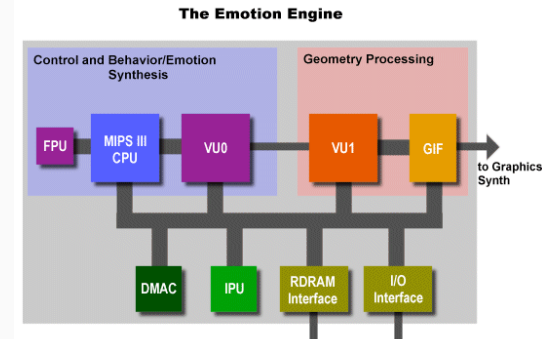 The Emotion Engine
Control and Behavior/Emotion
Synthesis
Geometry Processing
FPU
MIPS III
CPU
VU0
VU1
GIF
to Graphics
Synth
DMAC
IPU
RDRAM
Interface
I/O
Interface